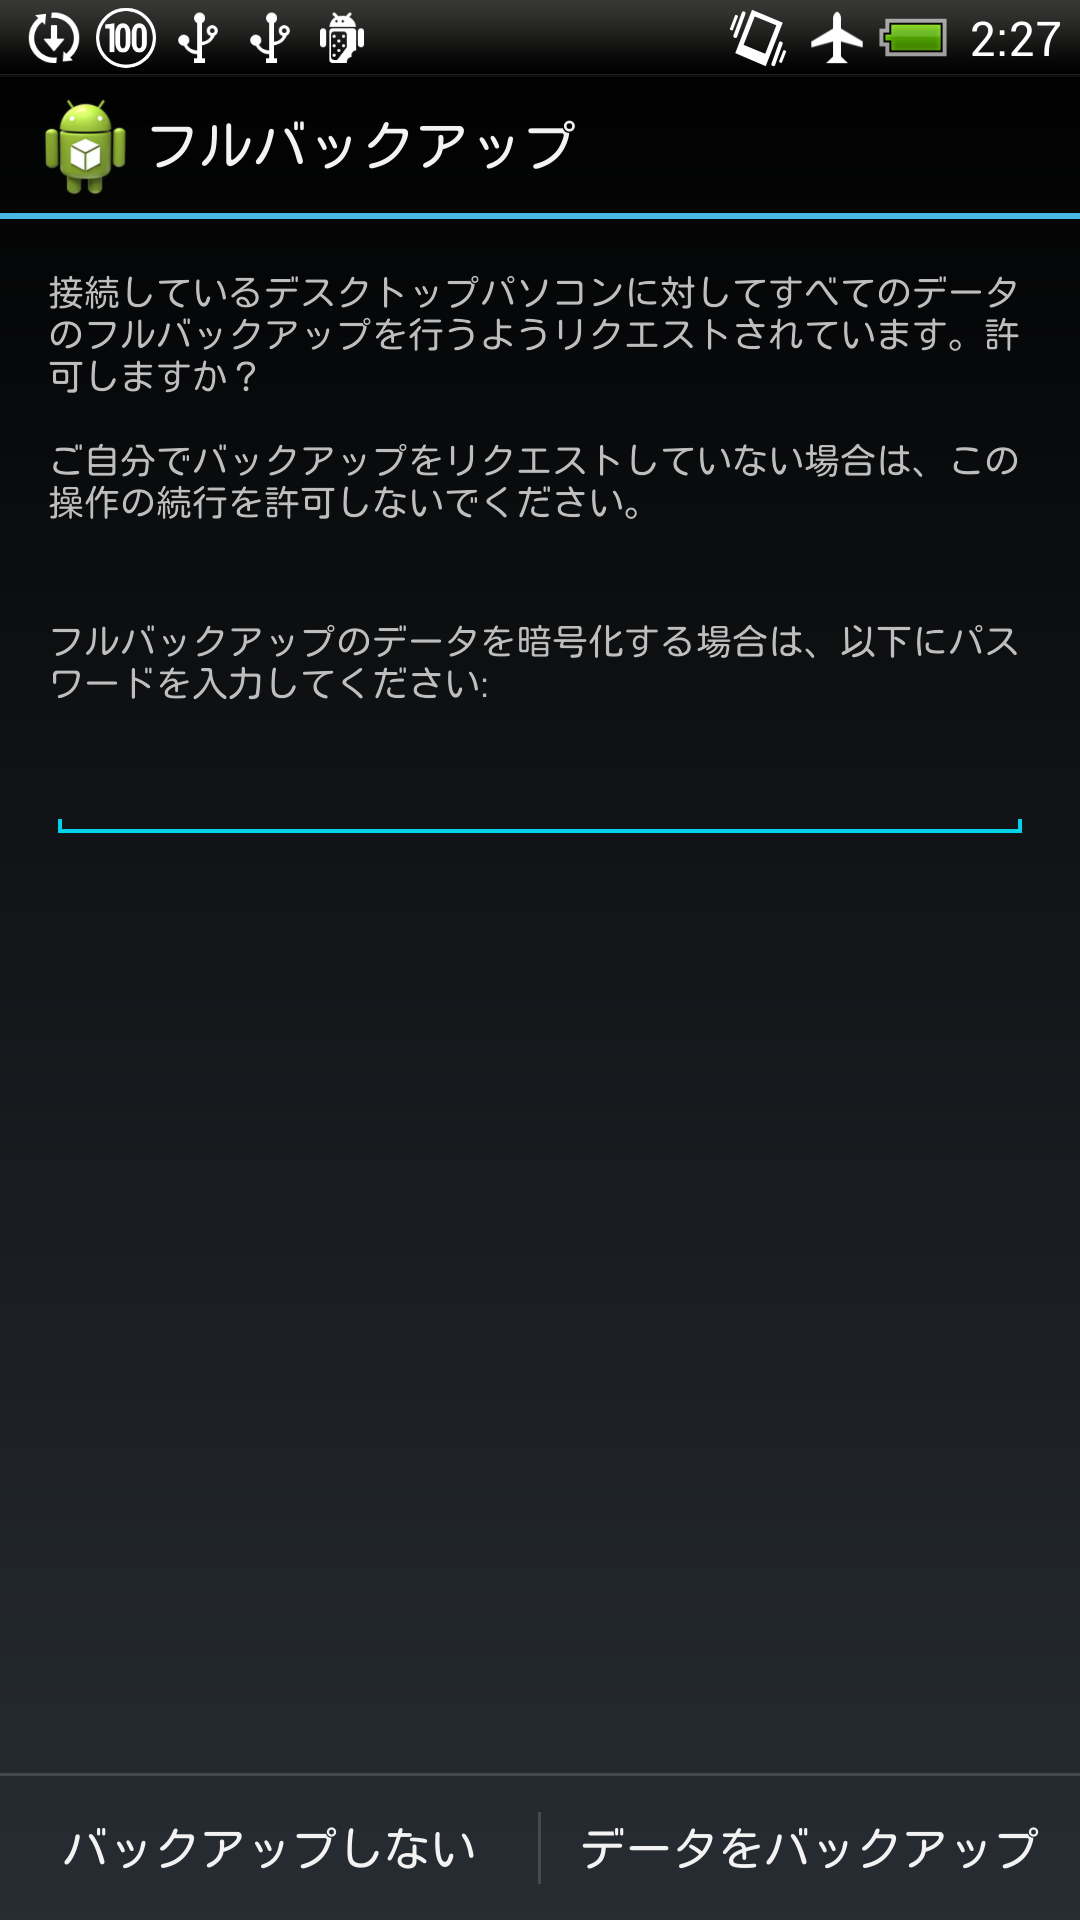 100
2:27
フルバックアップ
接続しているデスクトップパソコンに対してすべてのデータ
のフルバックアップを行うようリクエストされています。許
可しますか？
ご自分でバックアップをリクエストしていない場合は、この
操作の続行を許可しないでください。
フルバックアップのデータを暗号化する場合は、以下にパス
ワードを入力してください:
バックアップしない
データをバックアップ